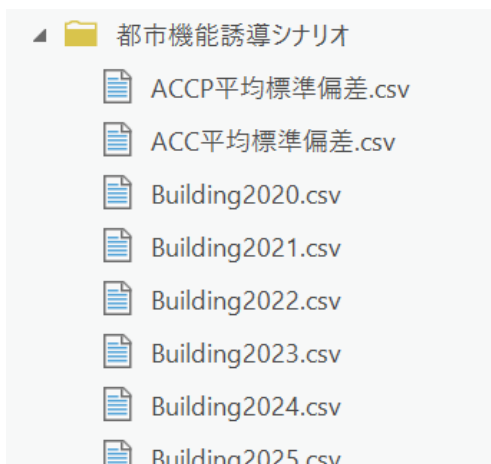 都市機能誘導シナリオ
ACCP平均標準偏差.csv
ACC平均標準偏差.csv
Building2020.csv
Building2021.csv
Building2022.csv
Building2023.csv
Building2024.csv
Building2025.csv